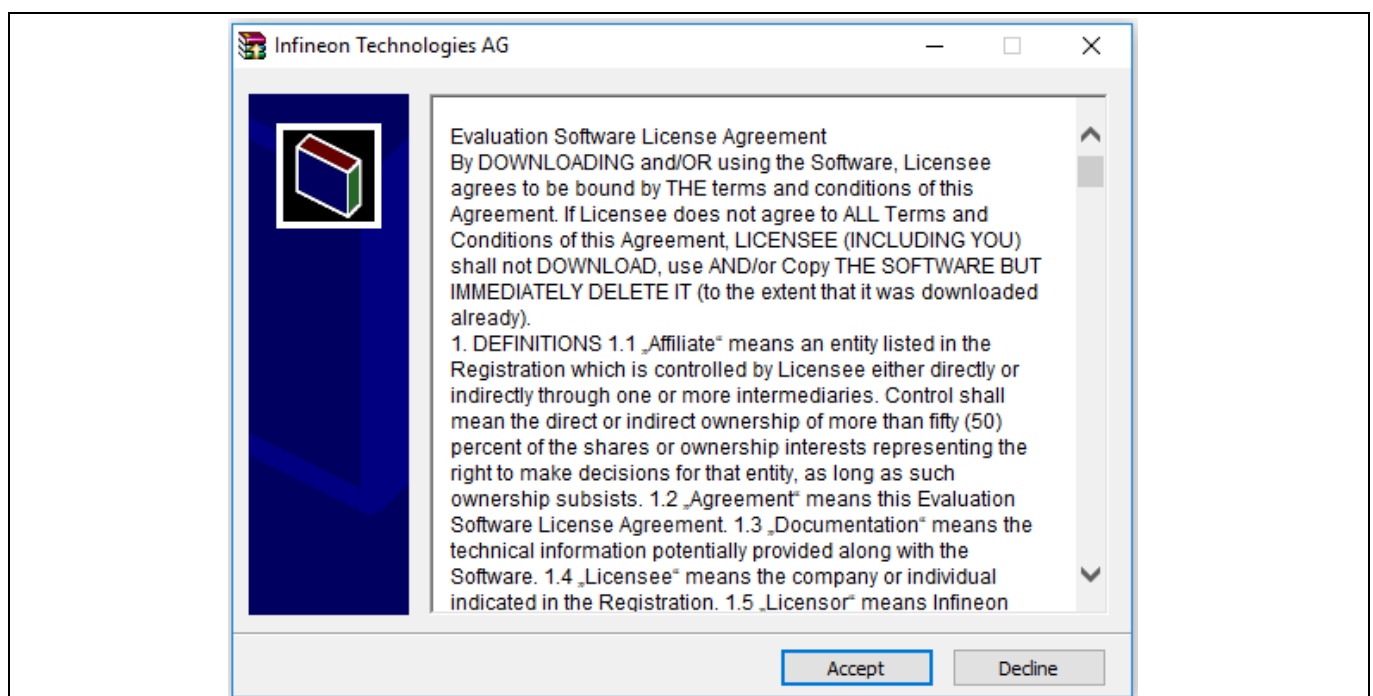 Infineon Technologies AG
Evaluation Software License Agreement
By DOWNLOADING and/OR using the Software, Licensee
agrees to be bound by THE terms and conditions of this
Agreement. If Licensee does not agree to ALL Terms and
Conditions of this Agreement, LICENSEE (INCLUDING YOU)
shall not DOWNLOAD, use AND/or Copy THE SOFTWARE BUT
IMMEDIATELY DELETE IT (to the extent that it was downloaded
already).
1. DEFINITIONS 1.1 „Affiliate“ means an entity listed in the
Registration which is controlled by Licensee either directly or
indirectly through one or more intermediaries. Control shall
mean the direct or indirect ownership of more than fifty (50)
percent of the shares or ownership interests representing the
right to make decisions for that entity, as long as such
ownership subsists. 1.2 „Agreement“ means this Evaluation
Software License Agreement. 1.3 „Documentation“ means the
technical information potentially provided along with the
Software. 1.4 „Licensee“ means the company or individual
indicated in the Registration. 1.5 „Licensor“ means Infineon
Accept Decline